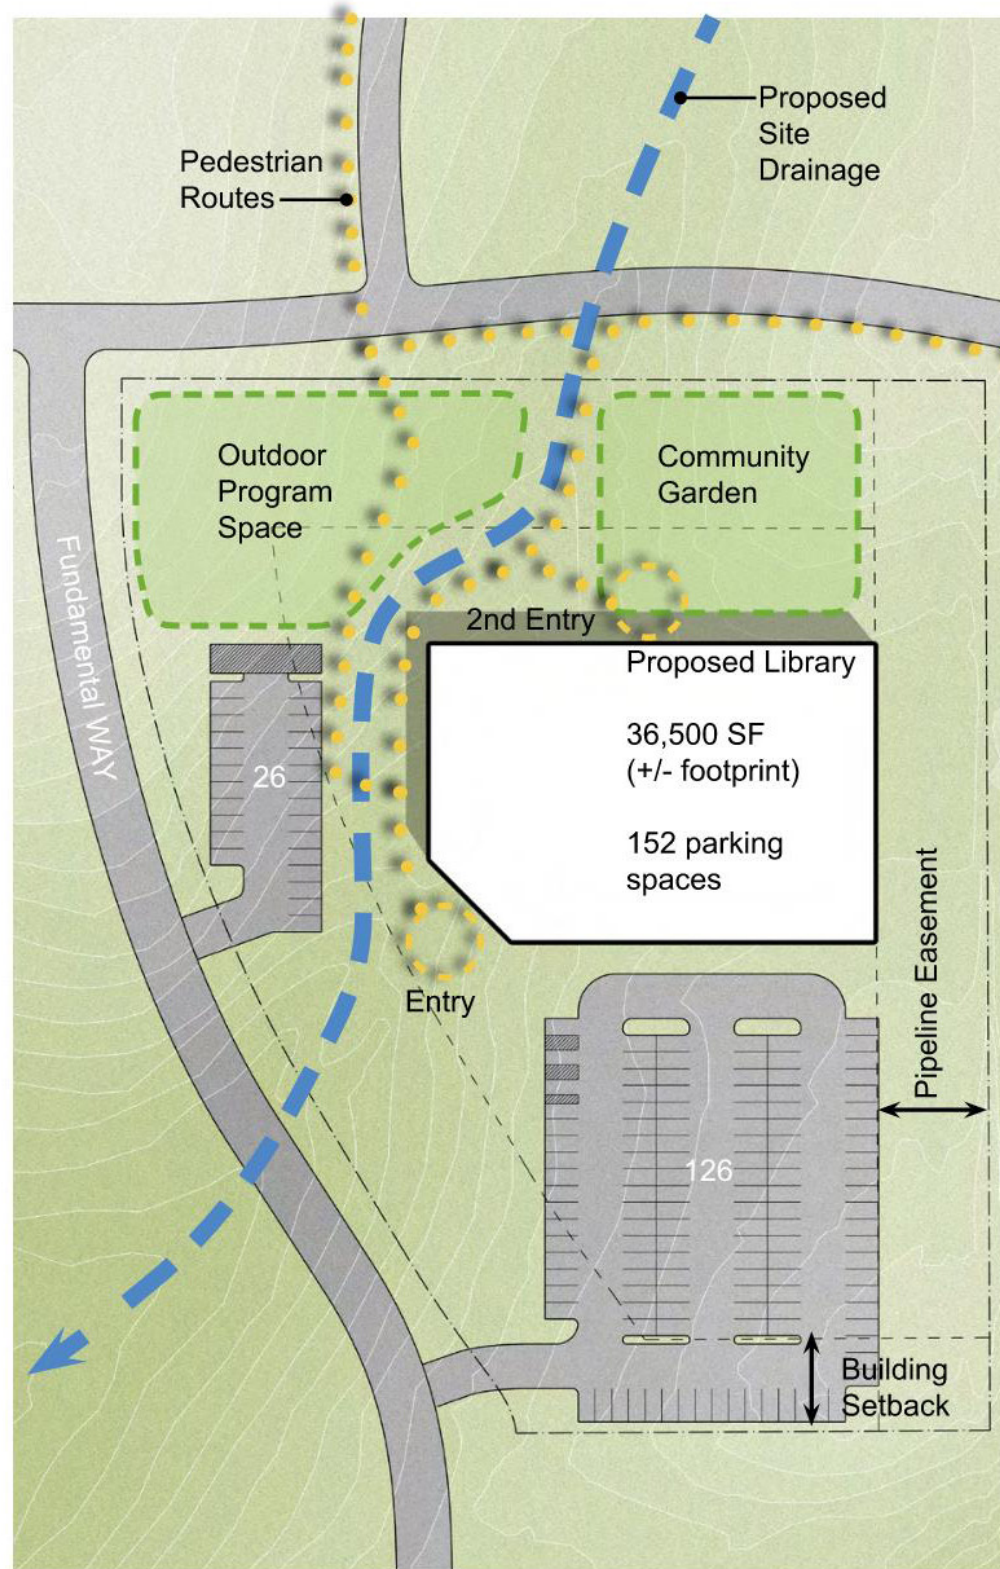 Proposed
Site
Drainage
Pedestrian
Routes
Outdoor
Program
Space
Community
Garden
Fundamental WAY
2nd Entry
Proposed Library
36,500 SF
(+/- footprint)
152 parking
spaces
26
Entry
Pipeline Easement
126
Building
Setback